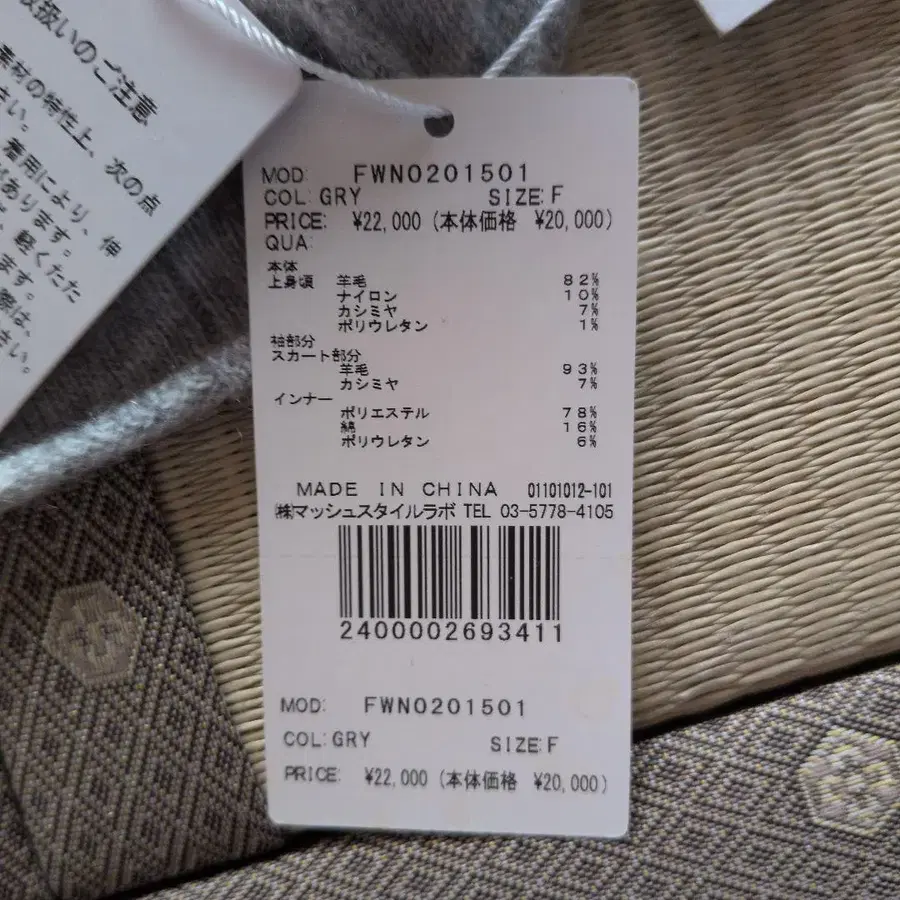 扱いのご注意
素材の特性上、次の点
さい。
着用により、伸
があります。
、軽くたた
ます。
際は、
さい。
MOD: FWN0201501
COL:GRY SIZE:F
PRICE: ¥22,000 (本体価格 ¥20,000)
QUA:
本体
上身頃 羊毛 82%
ナイロン 10%
カシミヤ 7%
ポリウレタン 1%
袖部分
スカート部分
羊毛 93%
カシミヤ 7%
インナー
ポリエステル 78%
綿 16%
ポリウレタン 6%
MADE IN CHINA 01101012-101
㈱マッシュスタイルラボ TEL 03-5778-4105
2400002693411
MOD: FWN0201501
COL:GRY SIZE:F
PRICE: ¥22,000 (本体価格 ¥20,000)